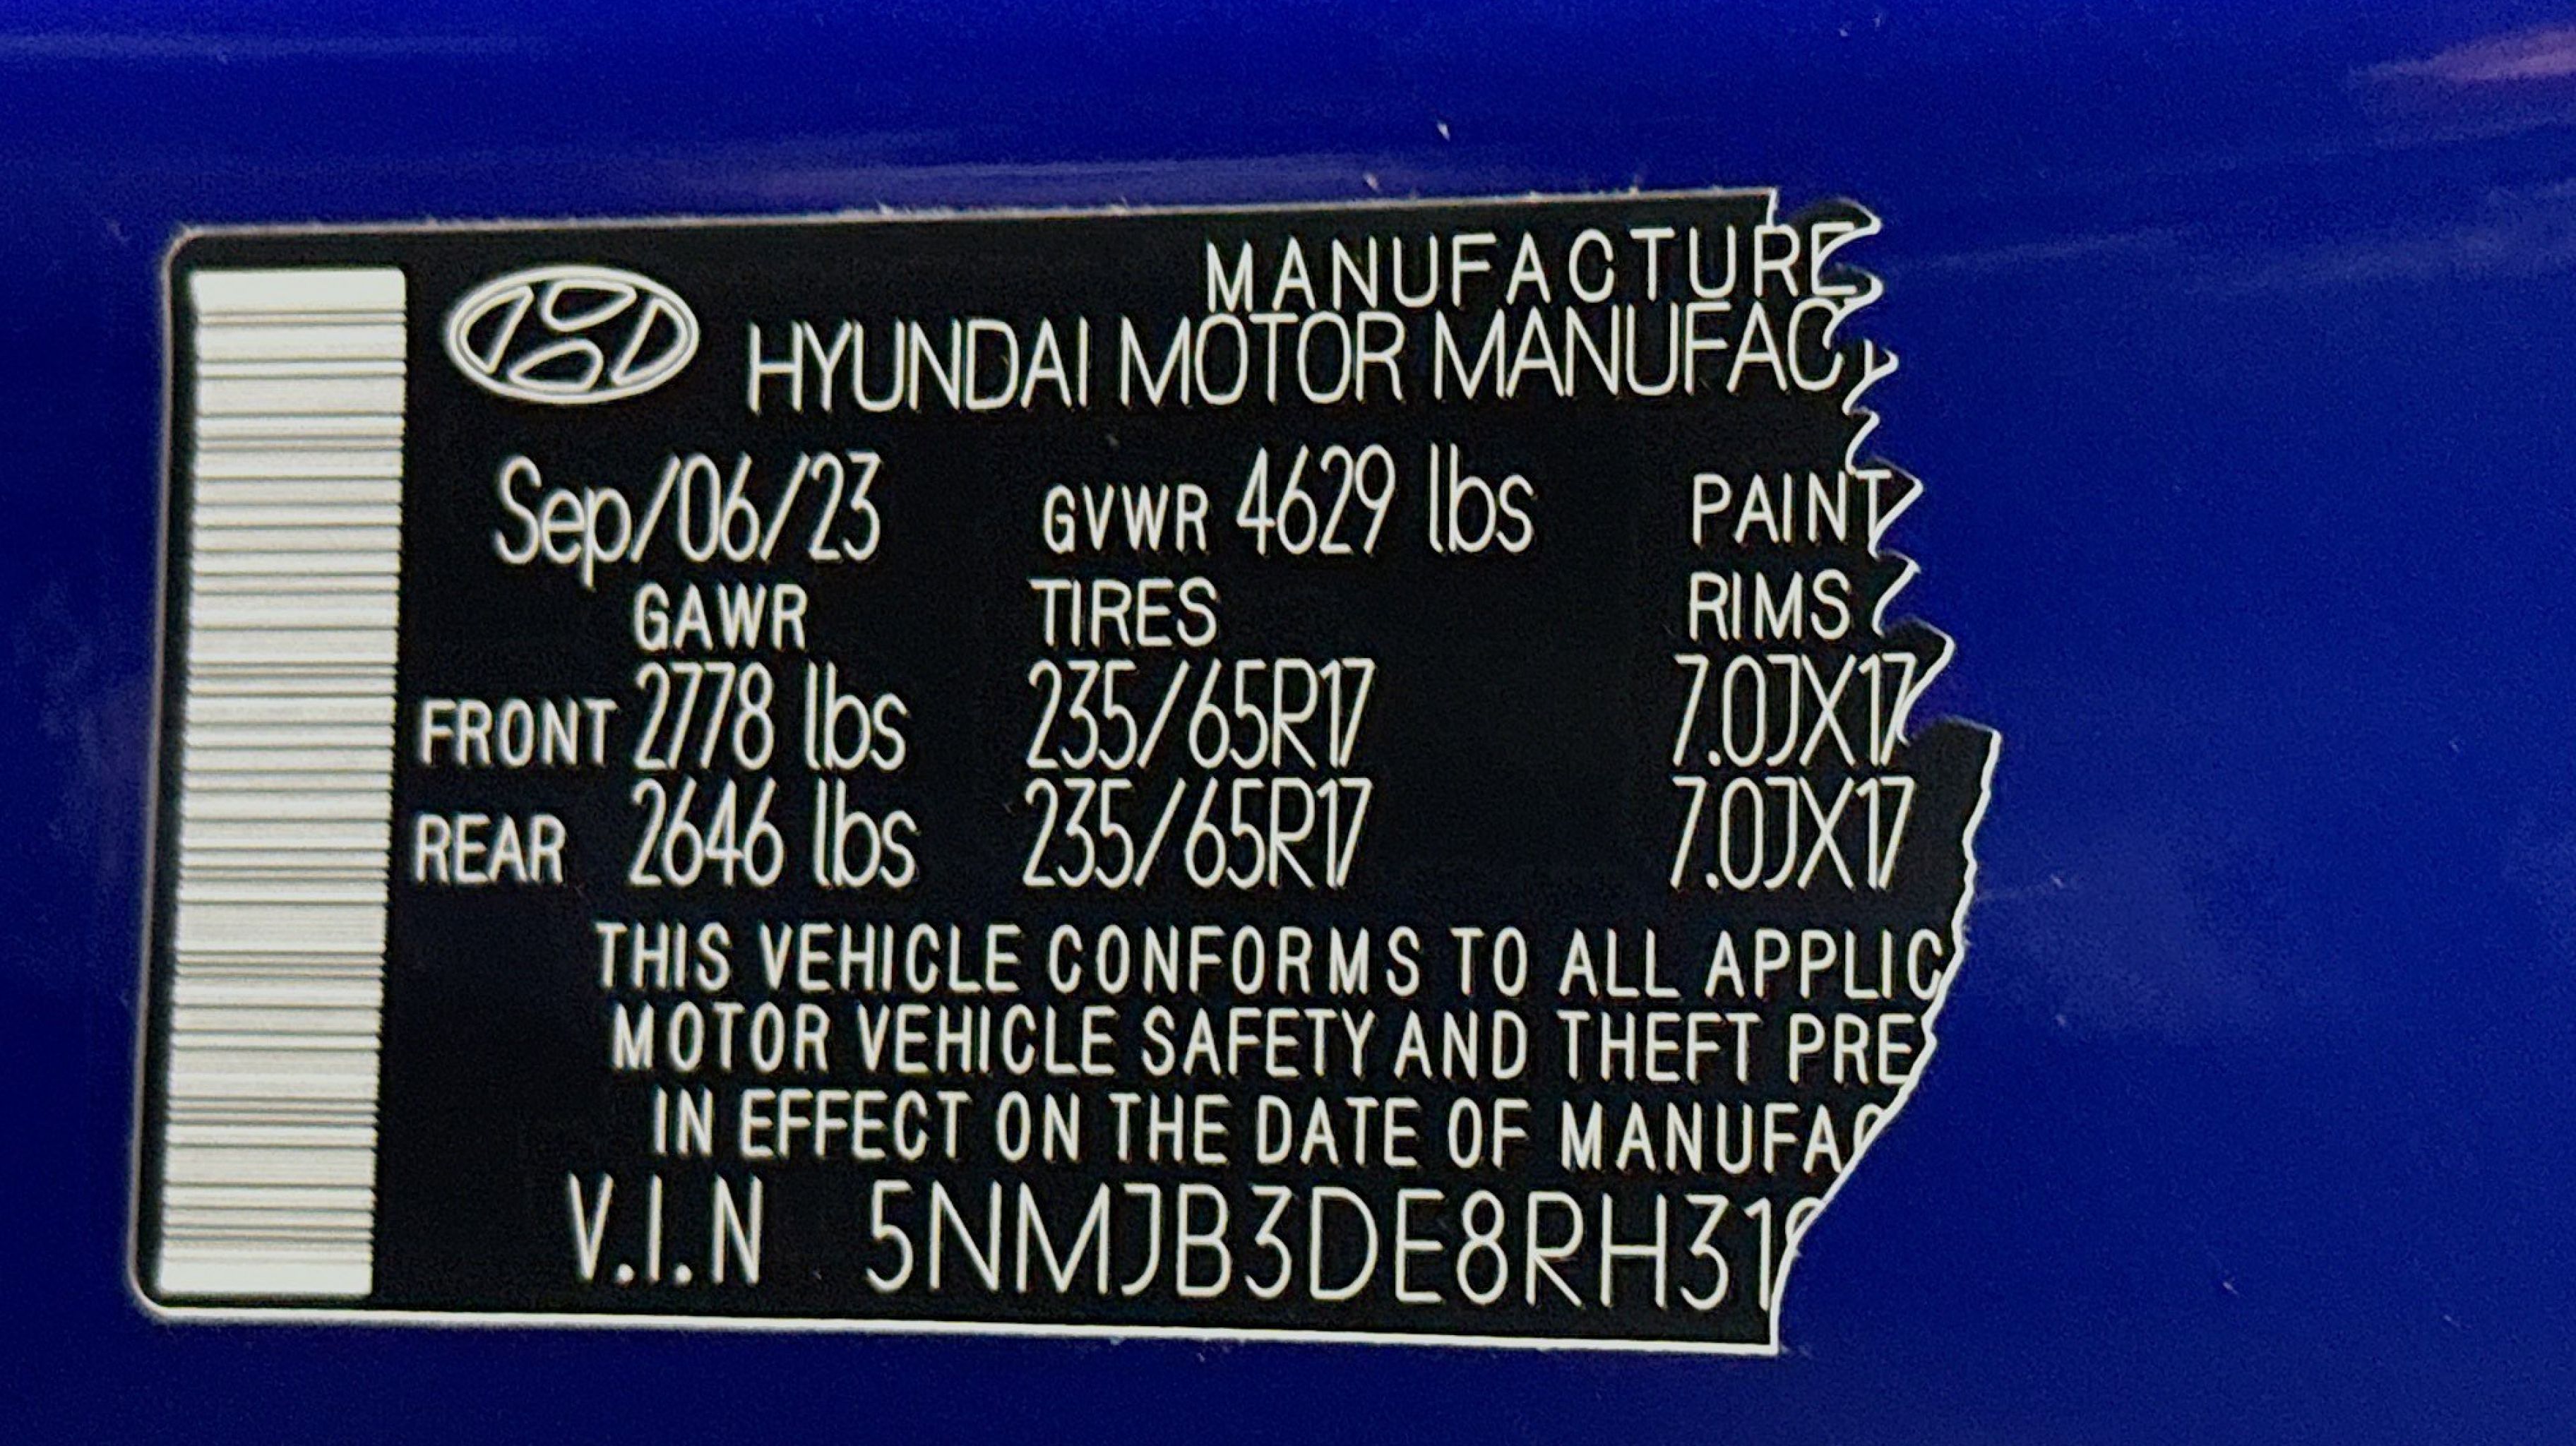 MANUFACTURE
HYUNDAI MOTOR MANUFAC
Sep/06/23 GVWR 4629 lbs PAINT
GAWR TIRES RIMS
FRONT 2778 lbs 235/65R17 7.0JX17
REAR 2646 lbs 235/65R17 7.0JX17
THIS VEHICLE CONFORMS TO ALL APPLIC
MOTOR VEHICLE SAFETY AND THEFT PRE
IN EFFECT ON THE DATE OF MANUFAC
V.I.N 5NMJB3DE8RH31